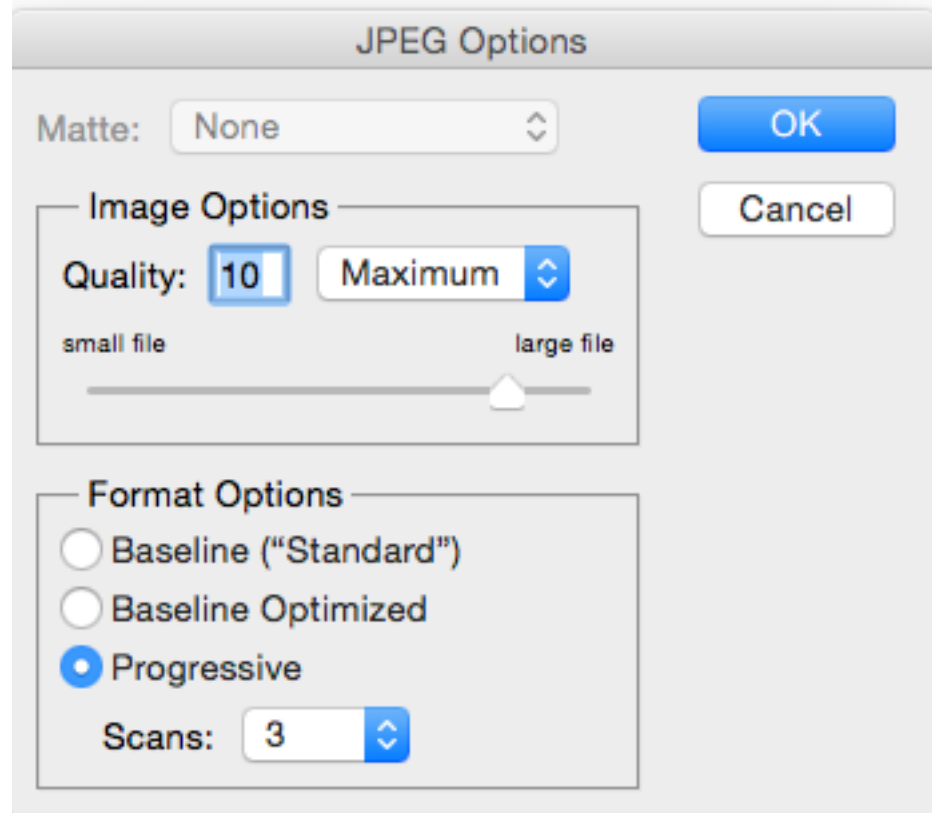 JPEG Options
Matte: None
OK
Cancel
Image Options
Quality: 10 Maximum
small file large file
Format Options
Baseline (“Standard”)
Baseline Optimized
Progressive
Scans: 3